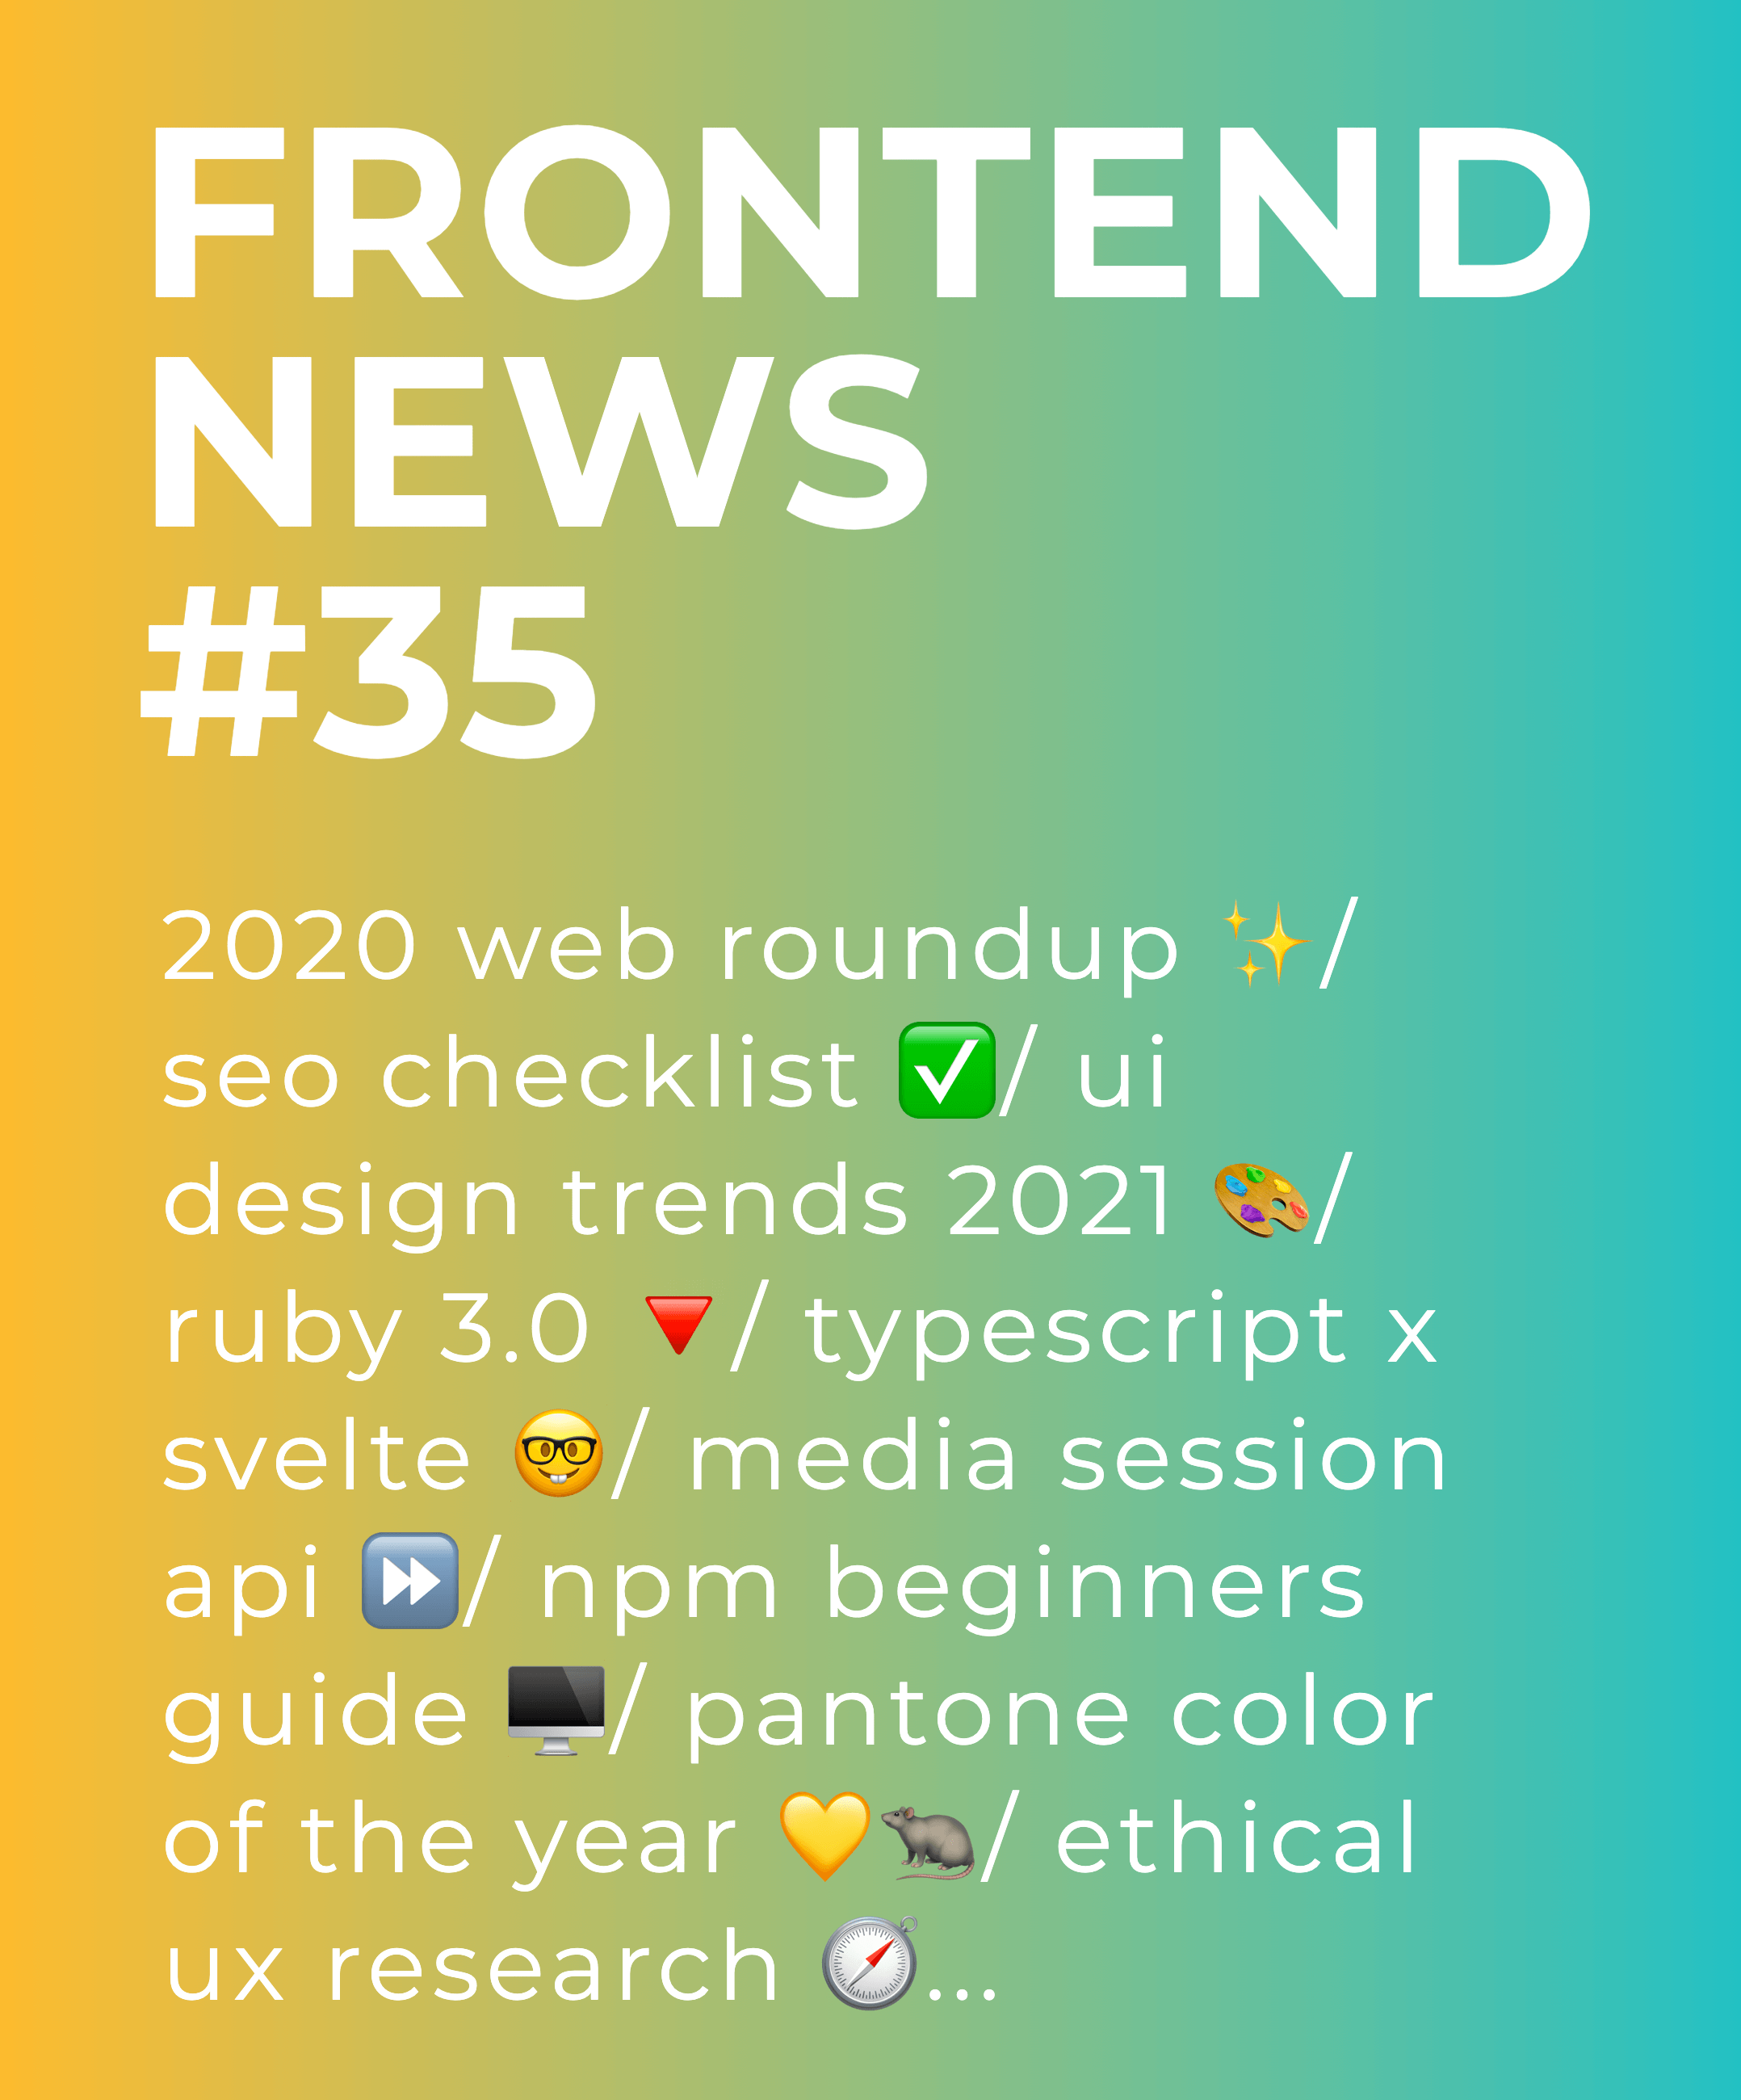 FRONTEND
NEWS
#35
2020 web roundup ✨/
seo checklist ✅/ ui
design trends 2021 🎨/
ruby 3.0 🔻/ typescript x
svelte 🤓/ media session
api ⏩/ npm beginners
guide 🖥/ pantone color
of the year 💛🐀/ ethical
ux research 🧭...